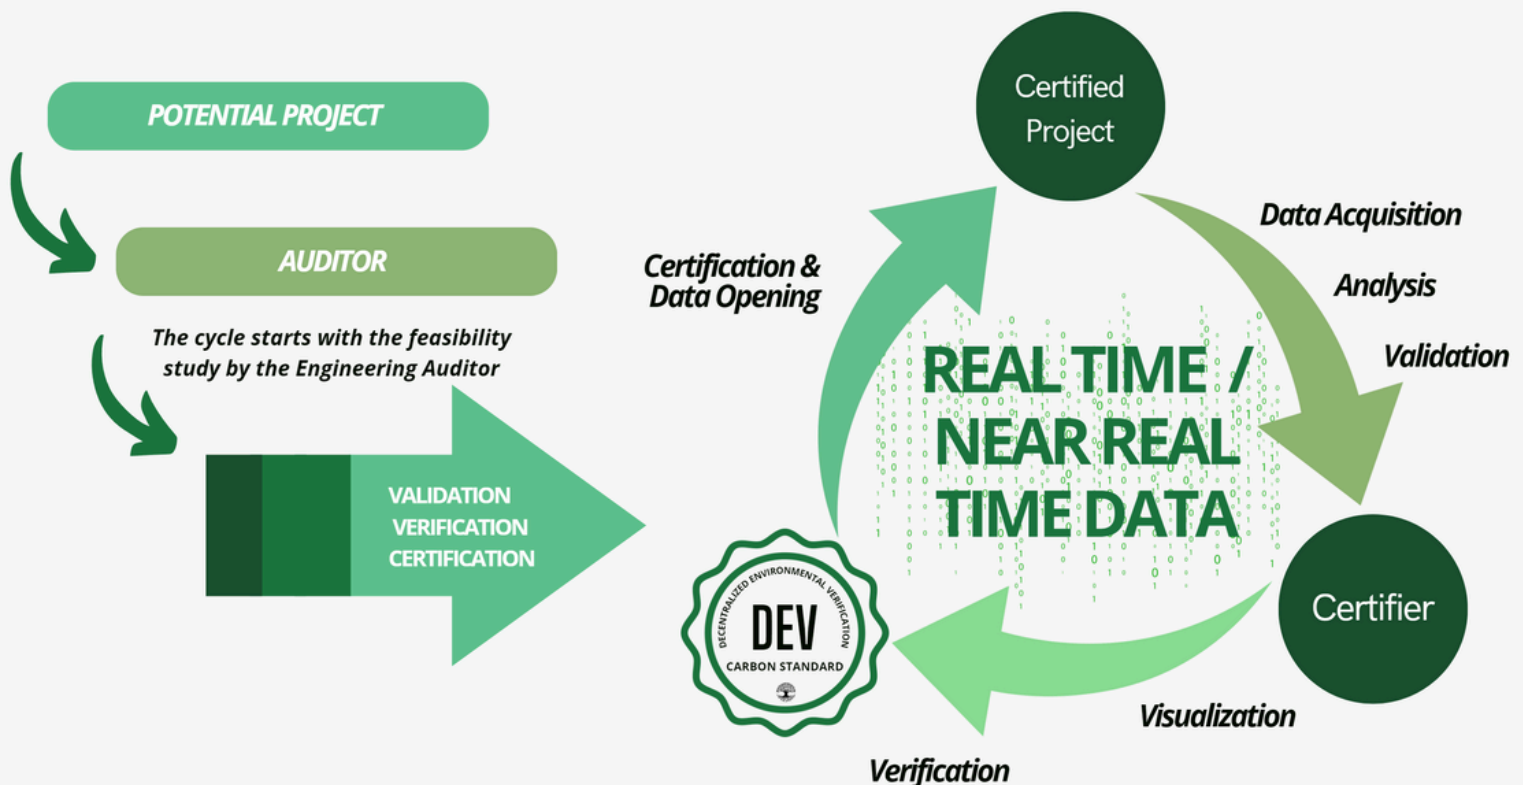 POTENTIAL PROJECT
AUDITOR
The cycle starts with the feasibility
study by the Engineering Auditor
VALIDATION
VERIFICATION
CERTIFICATION
Certified
Project
Data Acquisition
Analysis
Validation
Certification &
Data Opening
REAL TIME /
NEAR REAL
TIME DATA
Certifier
Visualization
Verification
DECENTRALIZED ENVIRONMENTAL VERIFICATION
DEV
CARBON STANDARD